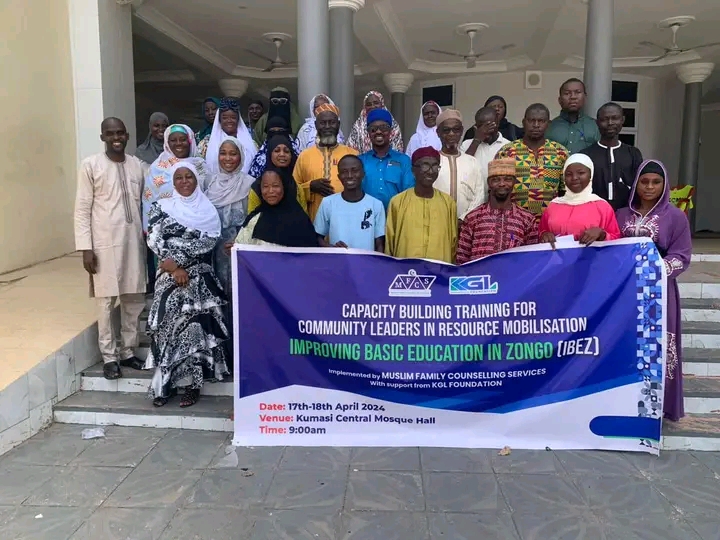 MFCS
KGL
CAPACITY BUILDING TRAINING FOR
COMMUNITY LEADERS IN RESOURCE MOBILISATION
IMPROVING BASIC EDUCATION IN ZONGO (IBEZ)
Implemented by MUSLIM FAMILY COUNSELLING SERVICES
With support from KGL FOUNDATION
Date: 17th-18th April 2024
Venue: Kumasi Central Mosque Hall
Time: 9:00am